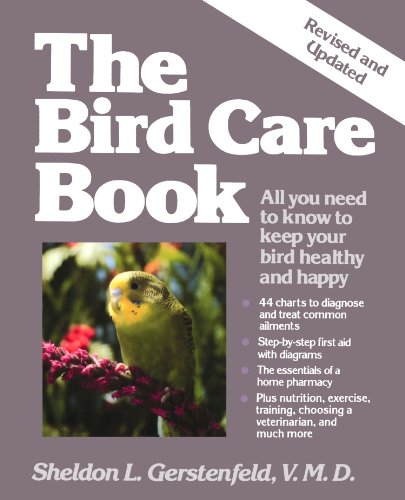 Revised and
Updated
The
Bird Care
Book
All you need
to know to
keep your
bird healthy
and happy
44 charts to diagnose
and treat common
ailments
Step-by-step first aid
with diagrams
The essentials of a
home pharmacy
Plus nutrition, exercise,
training, choosing a
veterinarian, and
much more
Sheldon L. Gerstenfeld, V.M.D.